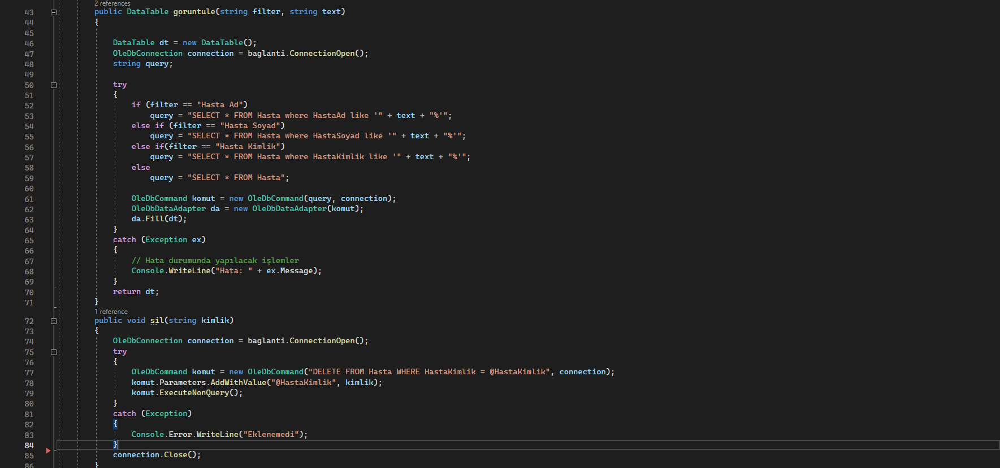 2 references
43 public DataTable goruntule(string filter, string text)
44 {
45
46 DataTable dt = new DataTable();
47 OleDbConnection connection = baglanti.ConnectionOpen();
48 string query;
49
50 try
51 {
52 if (filter == "Hasta Ad")
53 query = "SELECT * FROM Hasta where HastaAd like '" + text + "%'";
54 else if (filter == "Hasta Soyad")
55 query = "SELECT * FROM Hasta where HastaSoyad like '" + text + "%'";
56 else if(filter == "Hasta Kimlik")
57 query = "SELECT * FROM Hasta where HastaKimlik like '" + text + "%'";
58 else
59 query = "SELECT * FROM Hasta";
60
61 OleDbCommand komut = new OleDbCommand(query, connection);
62 OleDbDataAdapter da = new OleDbDataAdapter(komut);
63 da.Fill(dt);
64 }
65 catch (Exception ex)
66 {
67 // Hata durumunda yapılacak işlemler
68 Console.WriteLine("Hata: " + ex.Message);
69 }
70 return dt;
71 }
1 reference
72 public void sil(string kimlik)
73 {
74 OleDbConnection connection = baglanti.ConnectionOpen();
75 try
76 {
77 OleDbCommand komut = new OleDbCommand("DELETE FROM Hasta WHERE HastaKimlik = @HastaKimlik", connection);
78 komut.Parameters.AddWithValue("@HastaKimlik", kimlik);
79 komut.ExecuteNonQuery();
80 }
81 catch (Exception)
82 {
83 Console.Error.WriteLine("Eklenemedi");
84 }
85 connection.Close();
86 }